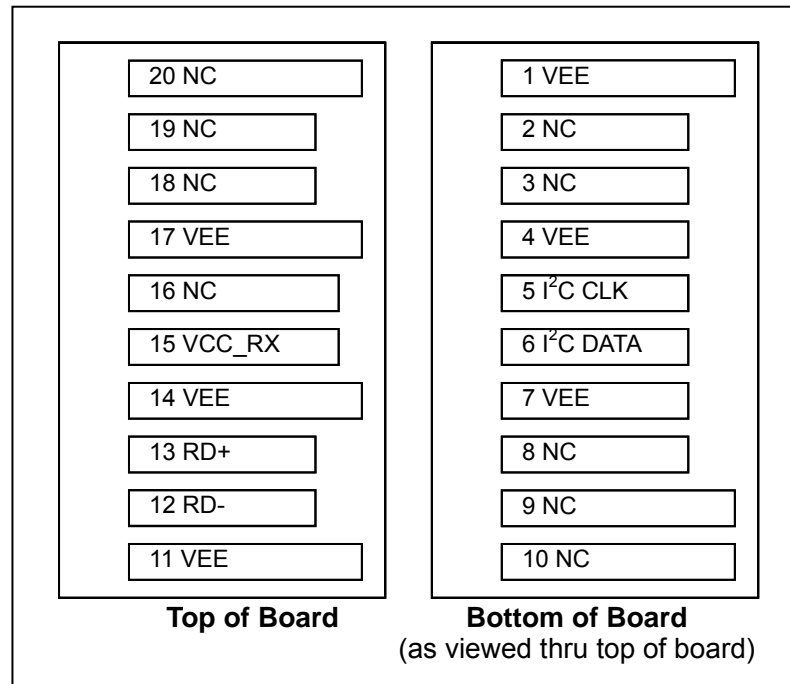 20 NC
19 NC
18 NC
17 VEE
16 NC
15 VCC_RX
14 VEE
13 RD+
12 RD-
11 VEE
Top of Board
1 VEE
2 NC
3 NC
4 VEE
5 I²C CLK
6 I²C DATA
7 VEE
8 NC
9 NC
10 NC
Bottom of Board
(as viewed thru top of board)